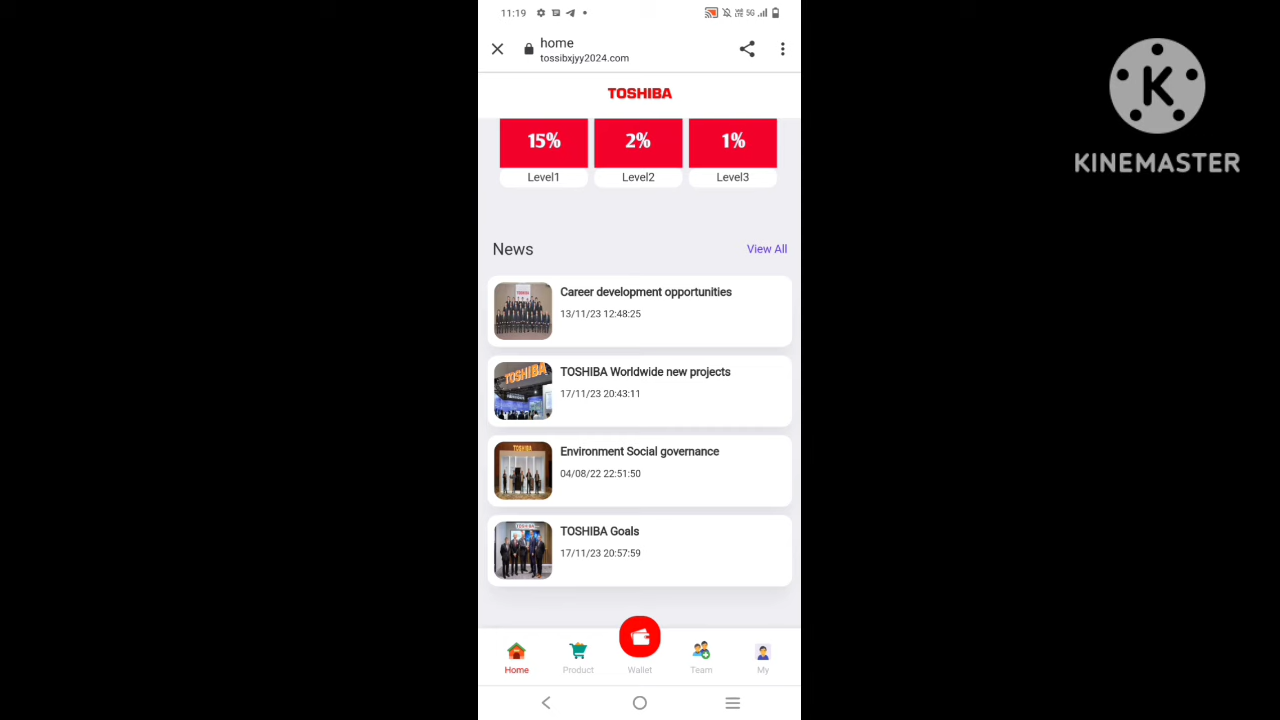 11:19
5G
home
tossibxjyy2024.com
TOSHIBA
15% 2% 1%
Level1 Level2 Level3
News View All
Career development opportunities
13/11/23 12:48:25
TOSHIBA
TOSHIBA Worldwide new projects
17/11/23 20:43:11
TOSHIBA
Environment Social governance
04/08/22 22:51:50
TOSHIBA Goals
17/11/23 20:57:59
Home Product Wallet Team My
K
KINEMASTER